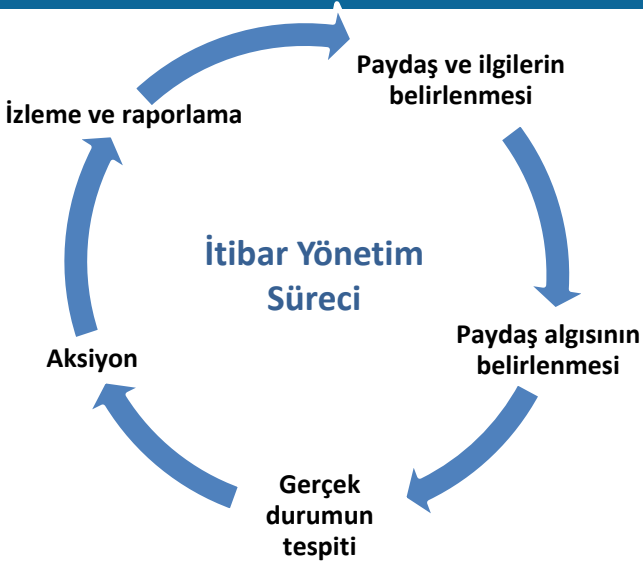 Paydaş ve ilgilerin
belirlenmesi
Paydaş algısının
belirlenmesi
Gerçek
durumun
tespiti
Aksiyon
İzleme ve raporlama
İtibar Yönetim
Süreci